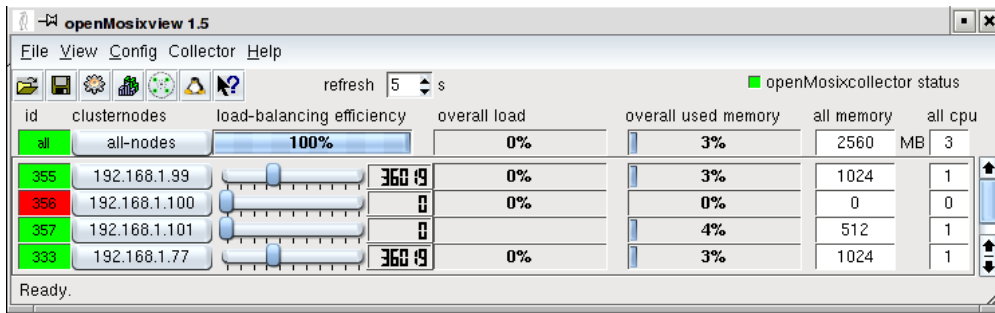 openMosixview 1.5
File View Config Collector Help
refresh 5 s openMosixcollector status
id clusternodes load-balancing efficiency overall load overall used memory all memory all cpu
all all-nodes 100% 0% 3% 2560 MB 3
355 192.168.1.99 36019 0% 3% 1024 1
356 192.168.1.100 0 0% 0% 0 0
357 192.168.1.101 0 4% 512 1
333 192.168.1.77 36019 0% 3% 1024 1
Ready.